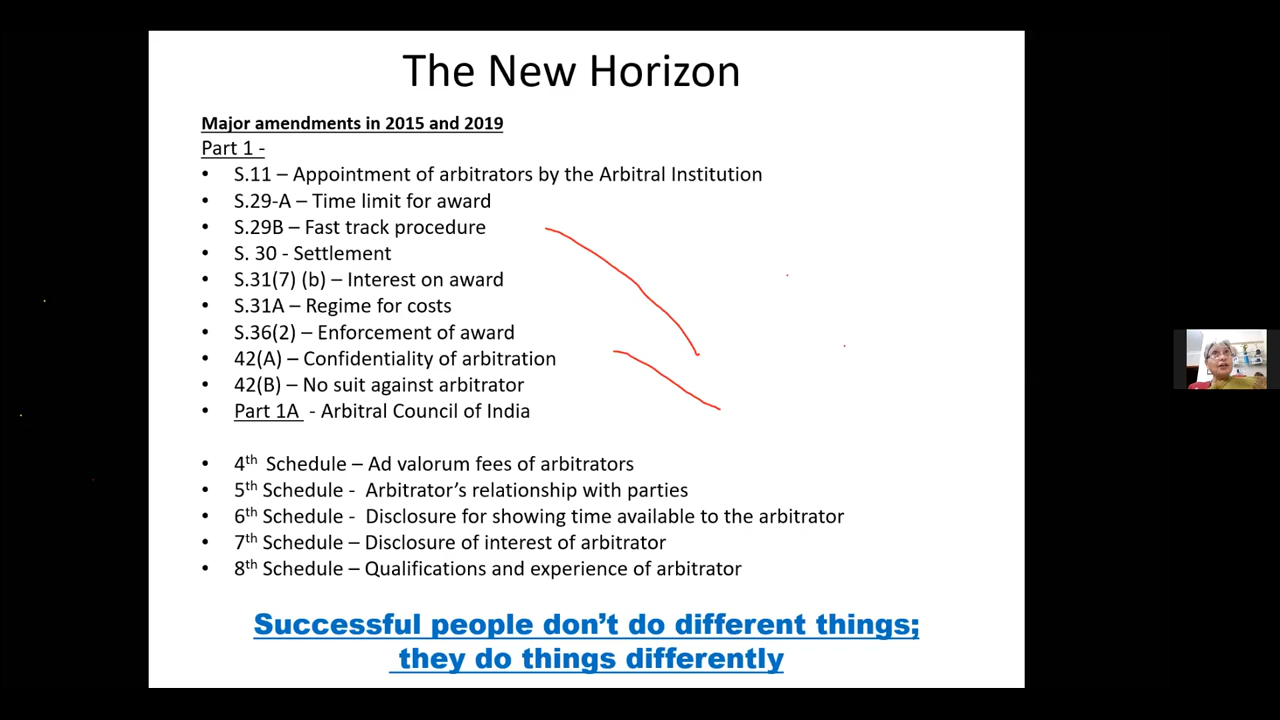 The New Horizon
Major amendments in 2015 and 2019
Part 1 -
• S.11 – Appointment of arbitrators by the Arbitral Institution
• S.29-A – Time limit for award
• S.29B – Fast track procedure
• S. 30 - Settlement
• S.31(7) (b) – Interest on award
• S.31A – Regime for costs
• S.36(2) – Enforcement of award
• 42(A) – Confidentiality of arbitration
• 42(B) – No suit against arbitrator
• Part 1A - Arbitral Council of India
• 4th Schedule – Ad valorum fees of arbitrators
• 5th Schedule - Arbitrator’s relationship with parties
• 6th Schedule - Disclosure for showing time available to the arbitrator
• 7th Schedule – Disclosure of interest of arbitrator
• 8th Schedule – Qualifications and experience of arbitrator
Successful people don’t do different things;
they do things differently